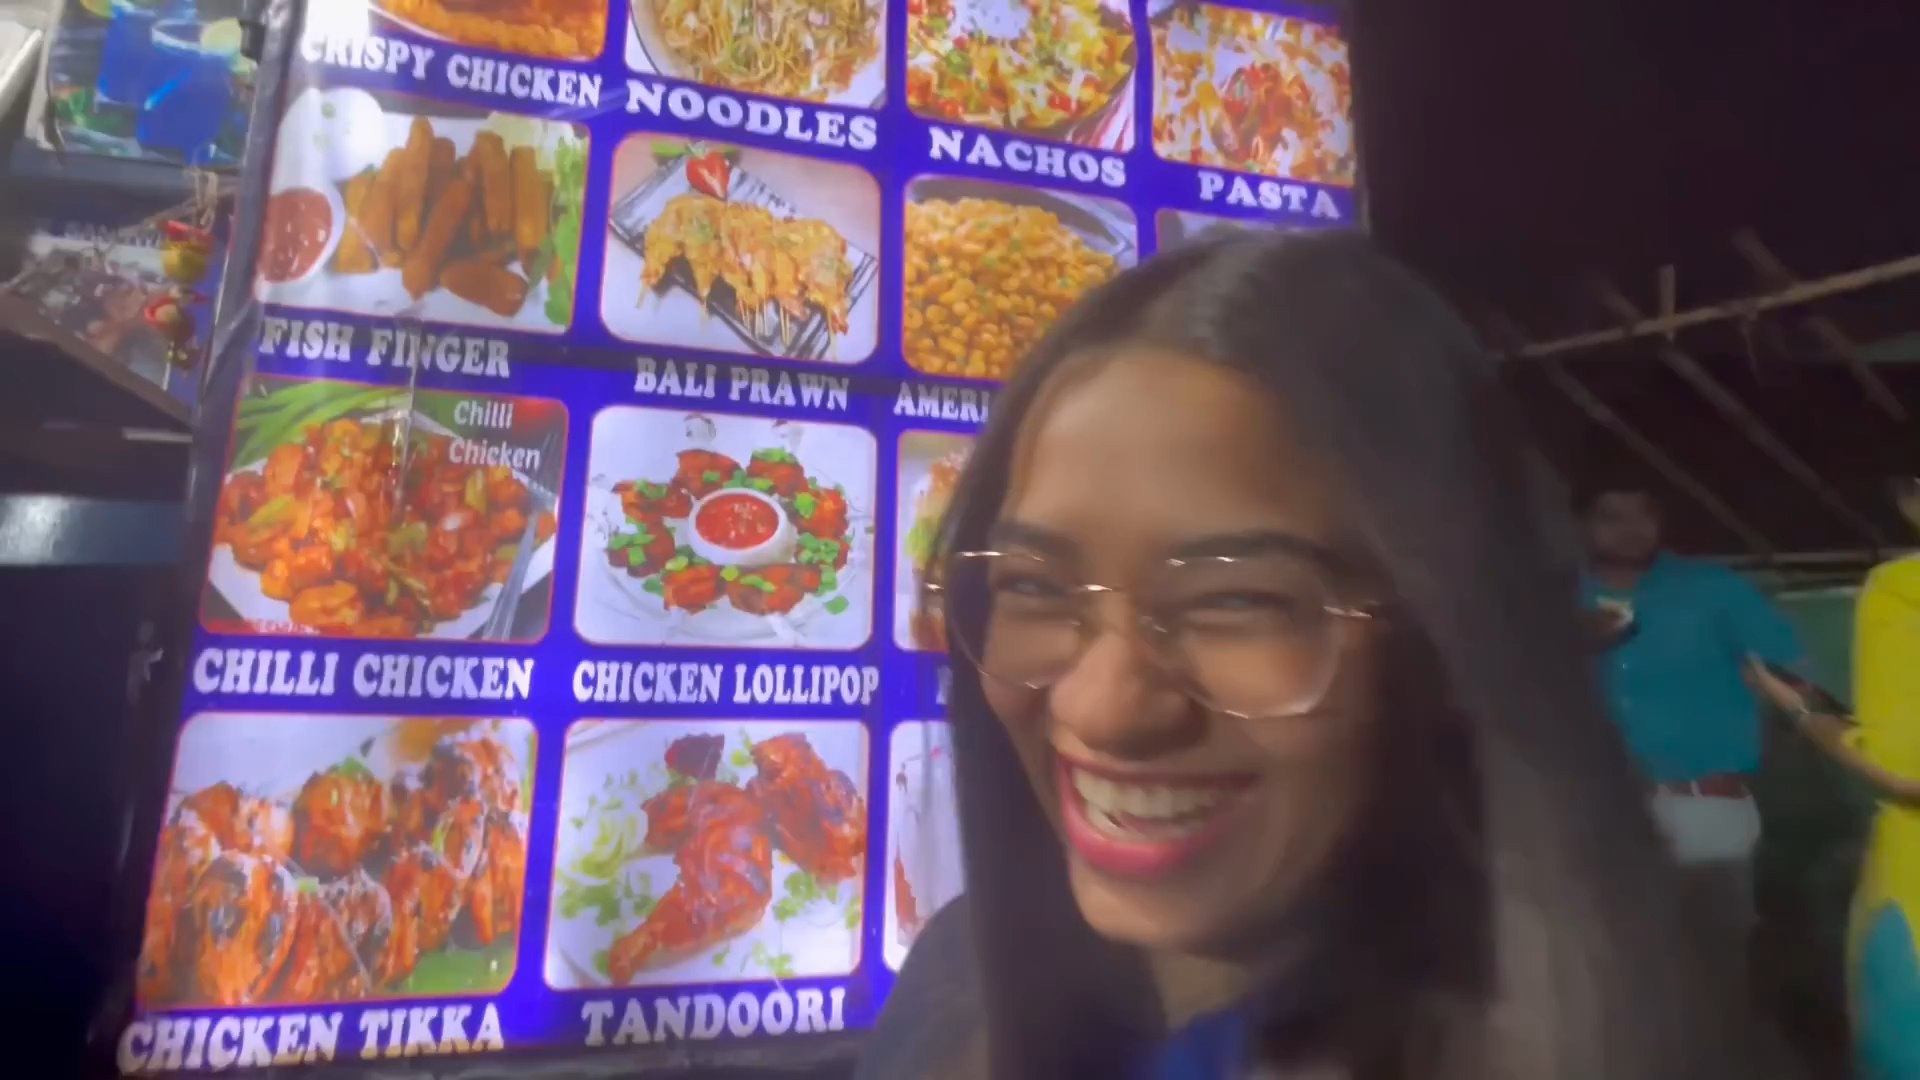 CRISPY CHICKEN
NOODLES
NACHOS
PASTA
FISH FINGER
BALI PRAWN
Chilli
Chicken
CHILLI CHICKEN
CHICKEN LOLLIPOP
CHICKEN TIKKA
TANDOORI